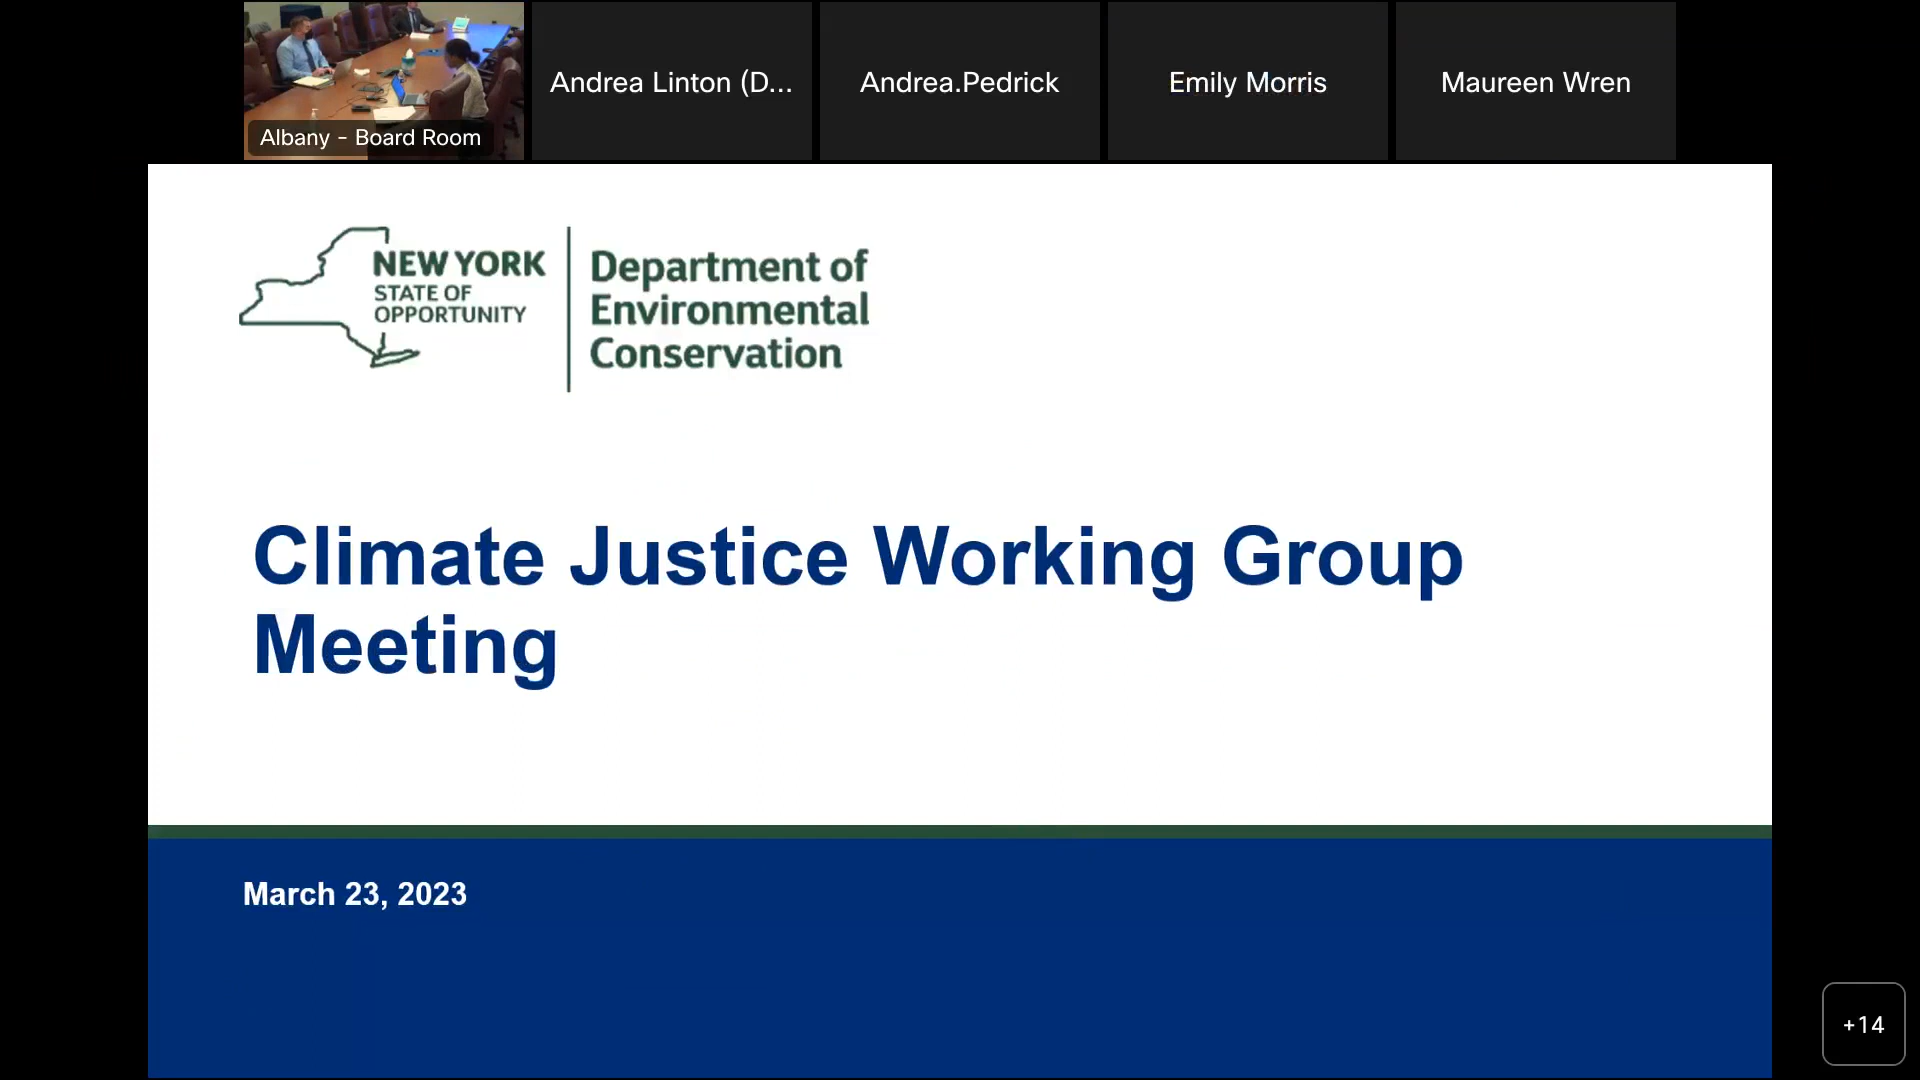 Albany - Board Room
Andrea Linton (D...
Andrea.Pedrick
Emily Morris
Maureen Wren
NEW YORK
STATE OF
OPPORTUNITY
Department of
Environmental
Conservation
Climate Justice Working Group
Meeting
March 23, 2023
+14